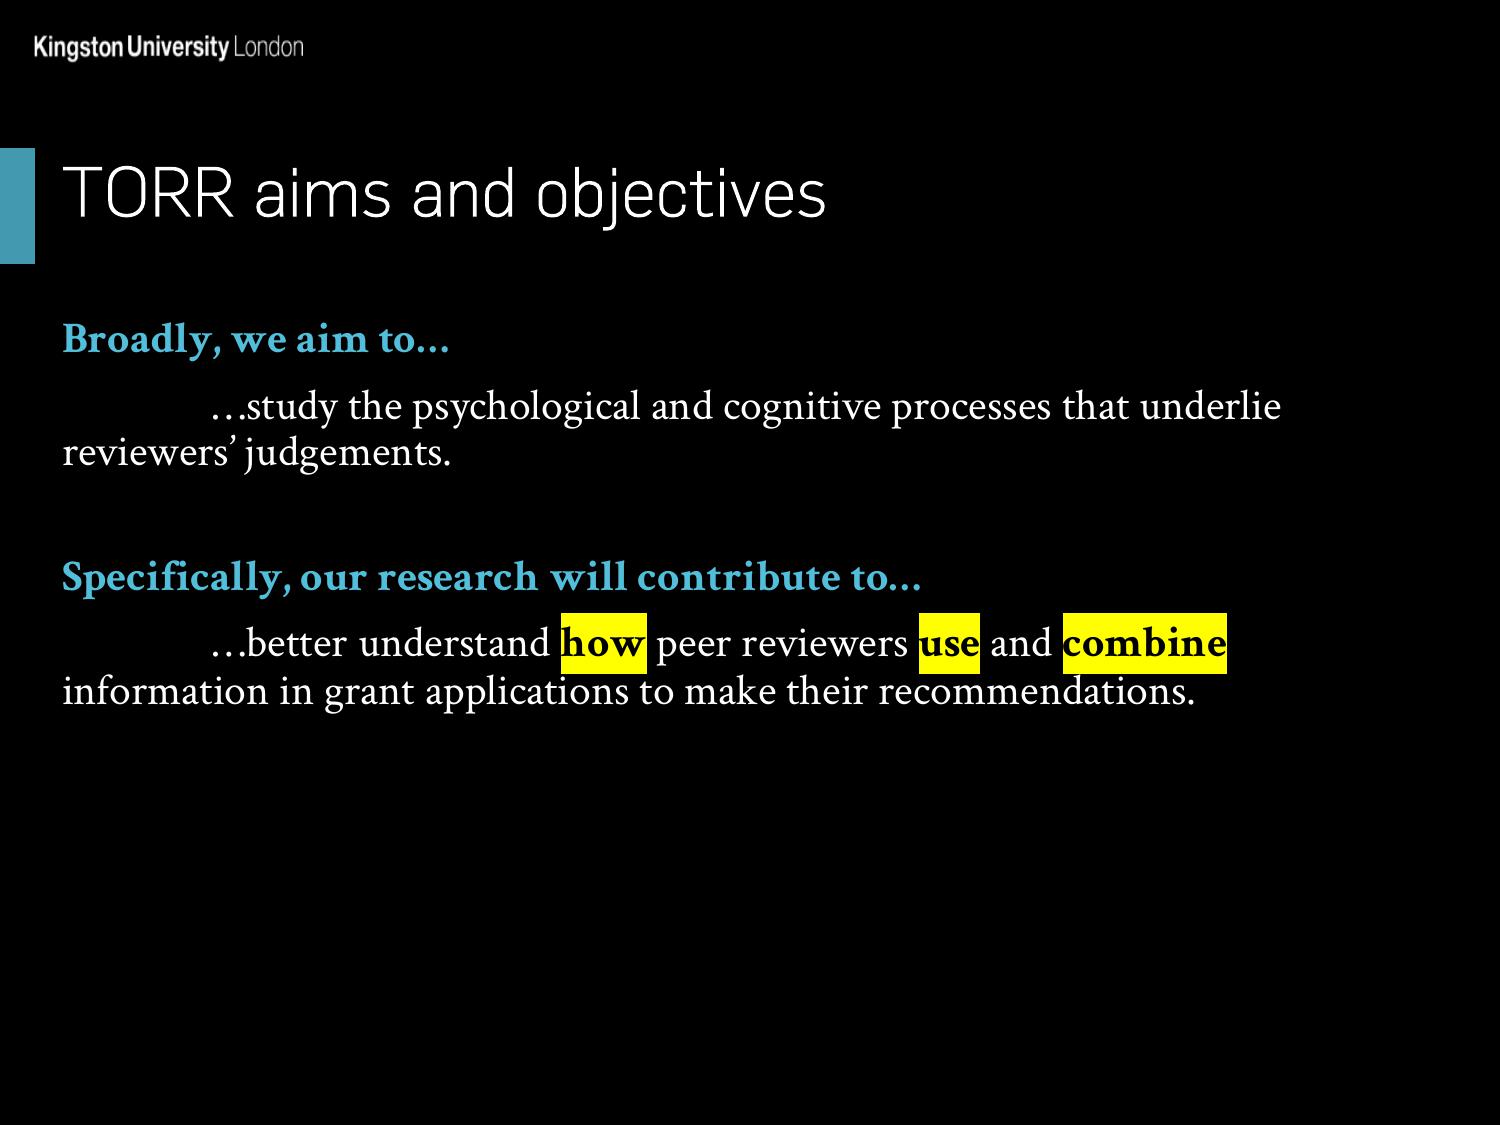 Kingston University London
TORR aims and objectives
Broadly, we aim to…
…study the psychological and cognitive processes that underlie
reviewers’ judgements.
Specifically, our research will contribute to…
…better understand how peer reviewers use and combine
information in grant applications to make their recommendations.